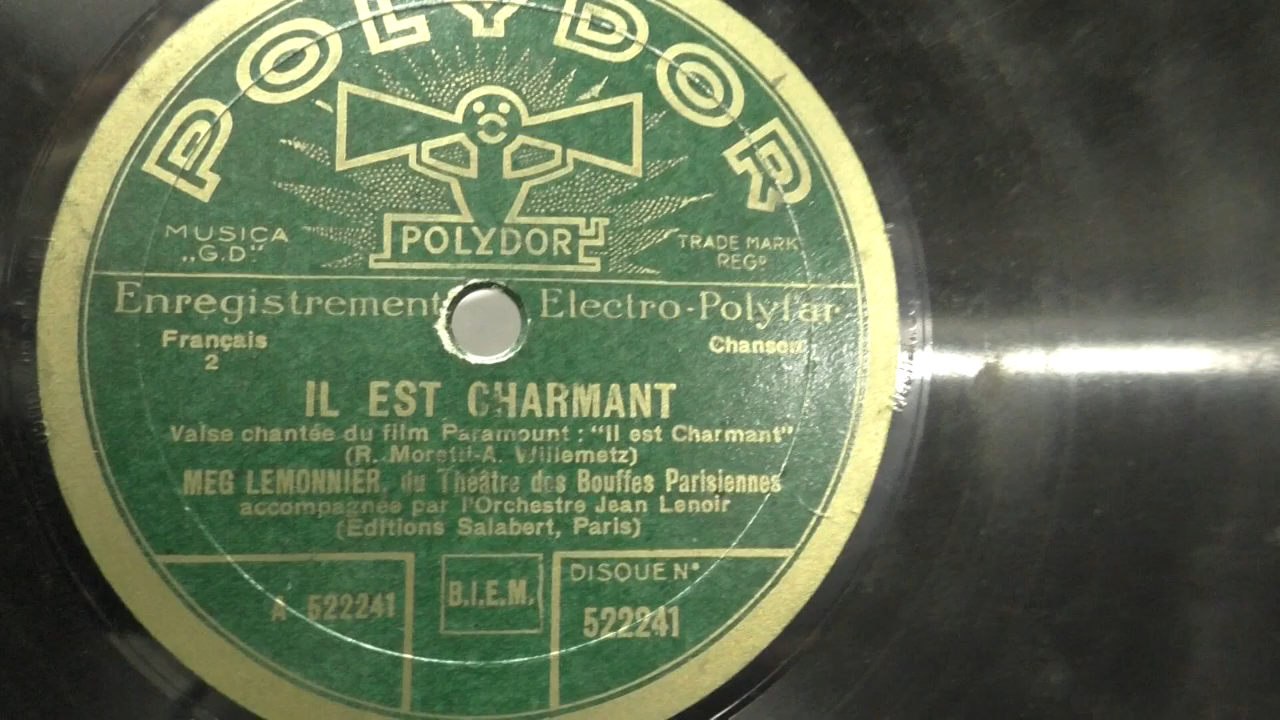 POLYDOR
POLYDOR
MUSICA
„G.D“
TRADE MARK
REGD
Enregistrement Electro-Polyfar
Français
2
Chanson
IL EST CHARMANT
Valse chantée du film Paramount : "Il est Charmant"
(R. Moretti-A. Willemetz)
MEG LEMONNIER, du Théâtre des Bouffes Parisiennes
accompagnée par l'Orchestre Jean Lenoir
(Editions Salabert, Paris)
A 522241
B.I.E.M.
DISQUE N°
522241